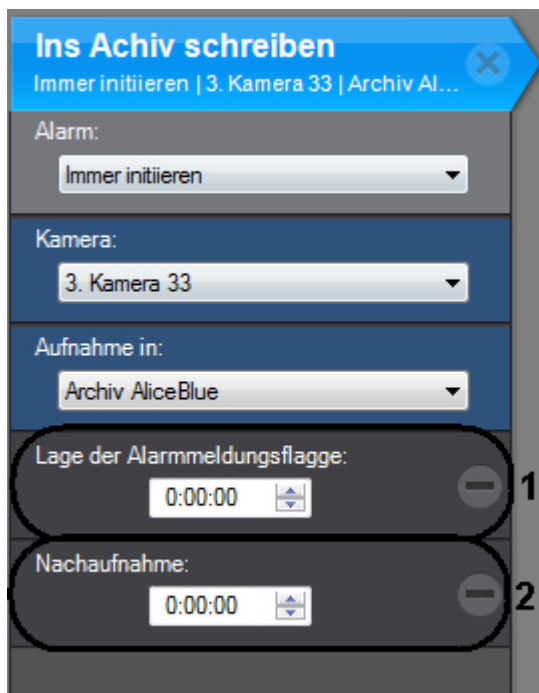 Ins Achiv schreiben
Immer initiieren | 3. Kamera 33 | Archiv Al...
Alarm:
Immer initiieren
Kamera:
3. Kamera 33
Aufnahme in:
Archiv AliceBlue
Lage der Alarmmeldungsflagge:
0:00:00
1
Nachaufnahme:
0:00:00
2